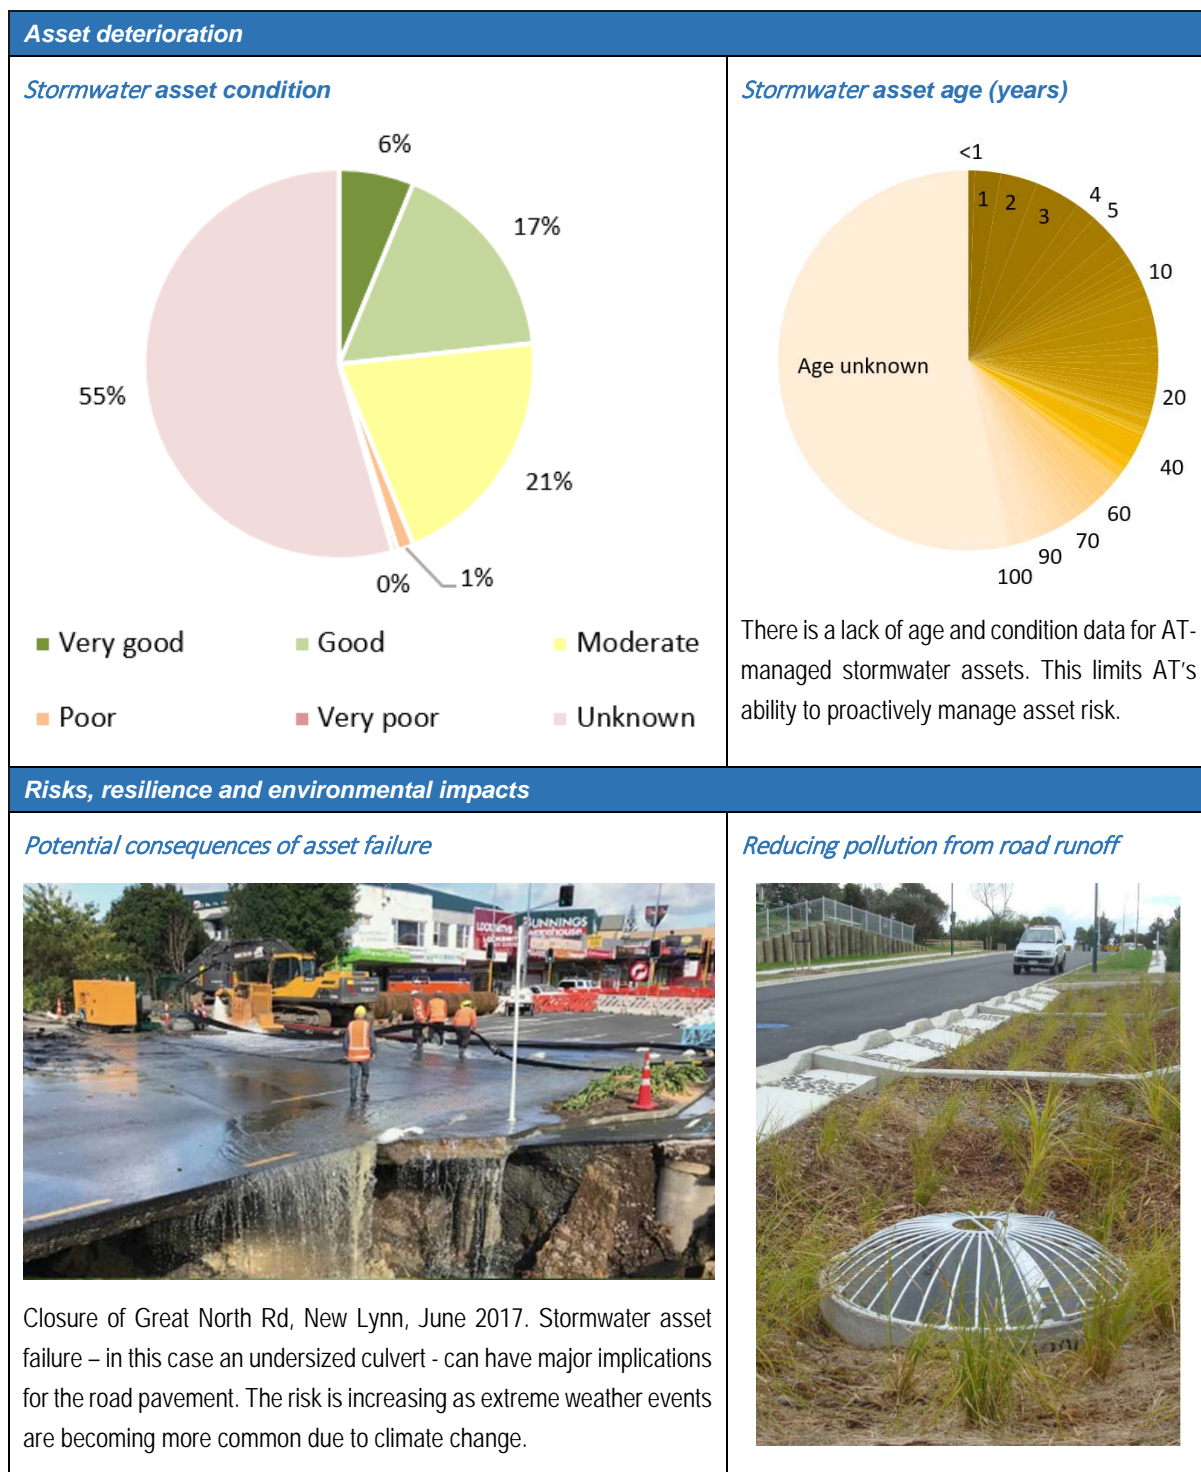 Asset deterioration
Stormwater asset condition
6%
17%
21%
1%
0%
55%
Very good
Good
Moderate
Poor
Very poor
Unknown
Stormwater asset age (years)
<1
1
2
3
4
5
10
20
40
60
70
90
100
Age unknown
There is a lack of age and condition data for AT-
managed stormwater assets. This limits AT's
ability to proactively manage asset risk.
Risks, resilience and environmental impacts
Potential consequences of asset failure
BUNNINGS
Closure of Great North Rd, New Lynn, June 2017. Stormwater asset
failure – in this case an undersized culvert - can have major implications
for the road pavement. The risk is increasing as extreme weather events
are becoming more common due to climate change.
Reducing pollution from road runoff